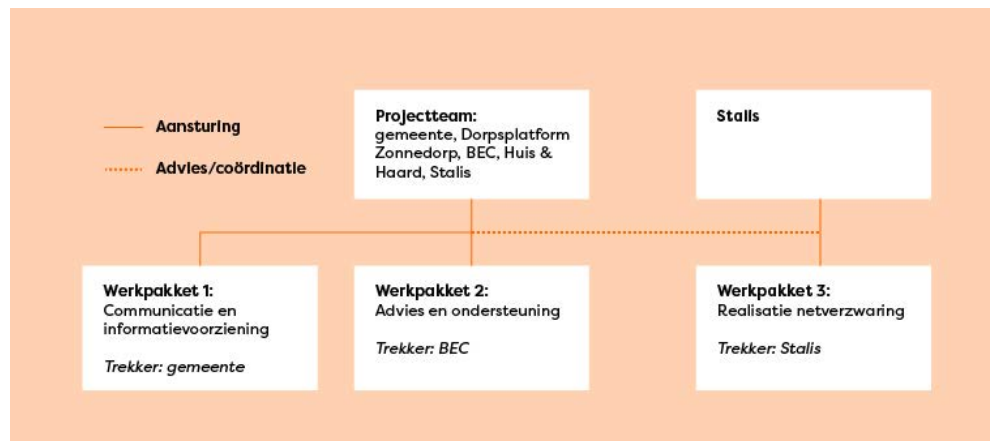 Aansturing
Advies/coördinatie
Projectteam:
gemeente, Dorpsplatform
Zonnedorp, BEC, Huis &
Haard, Stalis
Stalis
Werkpakket 1:
Communicatie en
informatievoorziening
Trekker: gemeente
Werkpakket 2:
Advies en ondersteuning
Trekker: BEC
Werkpakket 3:
Realisatie netverzwaring
Trekker: Stalis